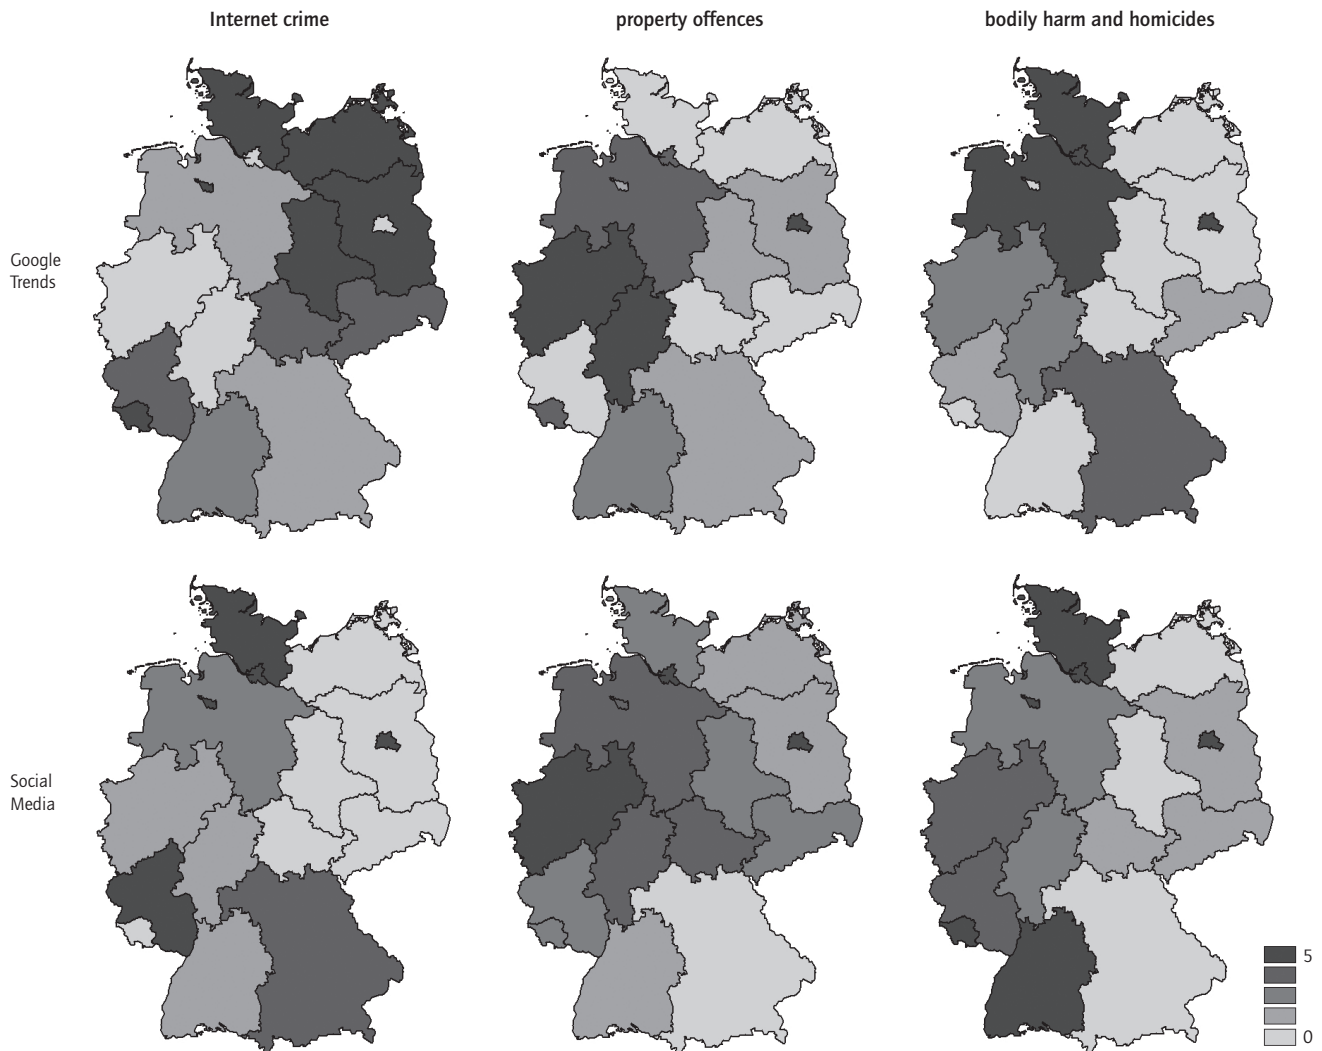 Internet crime
property offences
bodily harm and homicides
Google
Trends
Social
Media
5
0